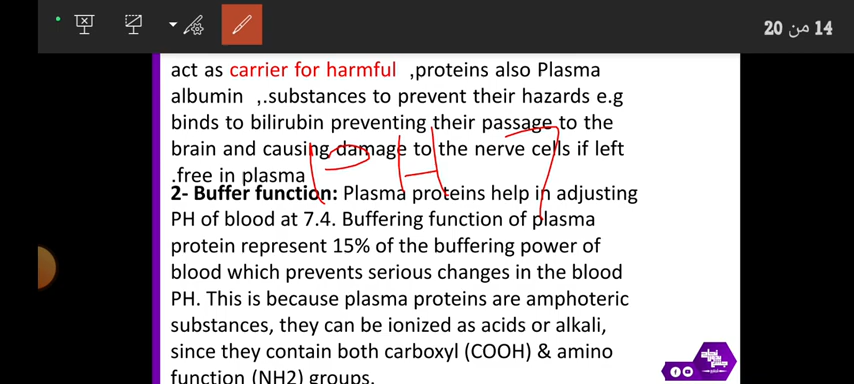 14 من 20
act as carrier for harmful ,proteins also Plasma
albumin ,.substances to prevent their hazards e.g
binds to bilirubin preventing their passage to the
brain and causing damage to the nerve cells if left
.free in plasma
PH 7
2- Buffer function: Plasma proteins help in adjusting
PH of blood at 7.4. Buffering function of plasma
protein represent 15% of the buffering power of
blood which prevents serious changes in the blood
PH. This is because plasma proteins are amphoteric
substances, they can be ionized as acids or alkali,
since they contain both carboxyl (COOH) & amino
function (NH2) groups.